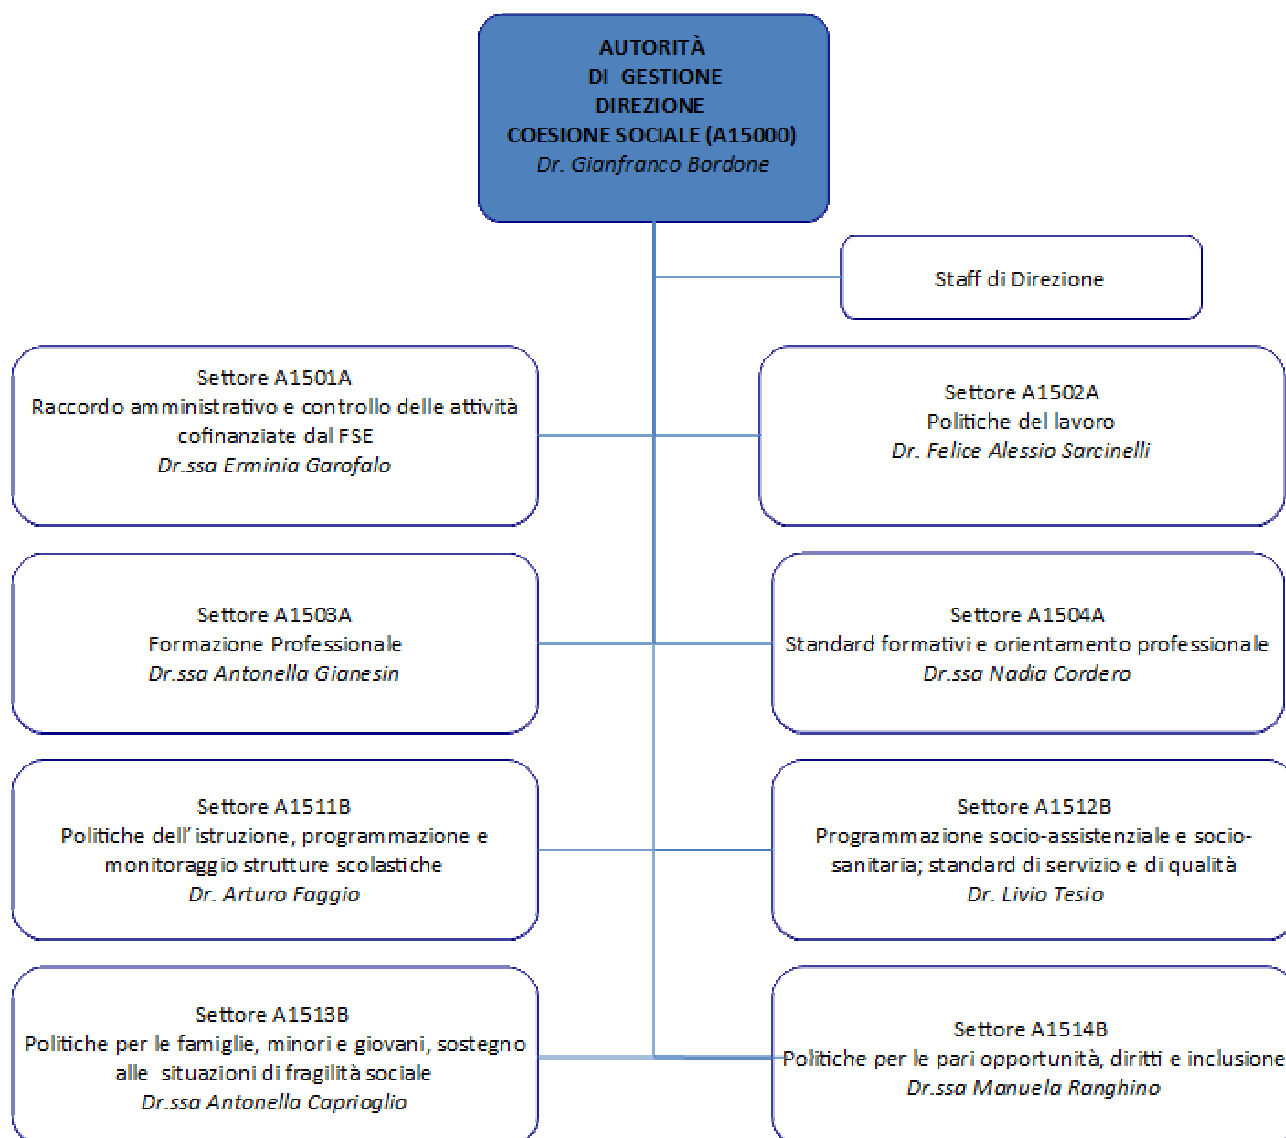 AUTORITÀ
DI GESTIONE
DIREZIONE
COESIONE SOCIALE (A15000)
Dr. Gianfranco Bordone
Staff di Direzione
Settore A1501A
Raccordo amministrativo e controllo delle attività
cofinanziate dal FSE
Dr.ssa Erminia Garofalo
Settore A1502A
Politiche del lavoro
Dr. Felice Alessio Sarcinelli
Settore A1503A
Formazione Professionale
Dr.ssa Antonella Gianesin
Settore A1504A
Standard formativi e orientamento professionale
Dr.ssa Nadia Cordero
Settore A1511B
Politiche dell'istruzione, programmazione e
monitoraggio strutture scolastiche
Dr. Arturo Faggio
Settore A1512B
Programmazione socio-assistenziale e socio-
sanitaria; standard di servizio e di qualità
Dr. Livio Tesio
Settore A1513B
Politiche per le famiglie, minori e giovani, sostegno
alle situazioni di fragilità sociale
Dr.ssa Antonella Caprioglio
Settore A1514B
Politiche per le pari opportunità, diritti e inclusione
Dr.ssa Manuela Ranghino